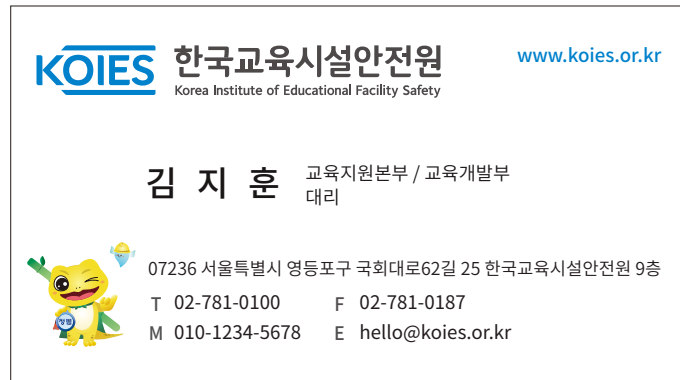 KOIES 한국교육시설안전원
Korea Institute of Educational Facility Safety
www.koies.or.kr
김 지 훈
교육지원본부 / 교육개발부
대리
07236 서울특별시 영등포구 국회대로62길 25 한국교육시설안전원 9층
T 02-781-0100 F 02-781-0187
M 010-1234-5678 E hello@koies.or.kr
청렴